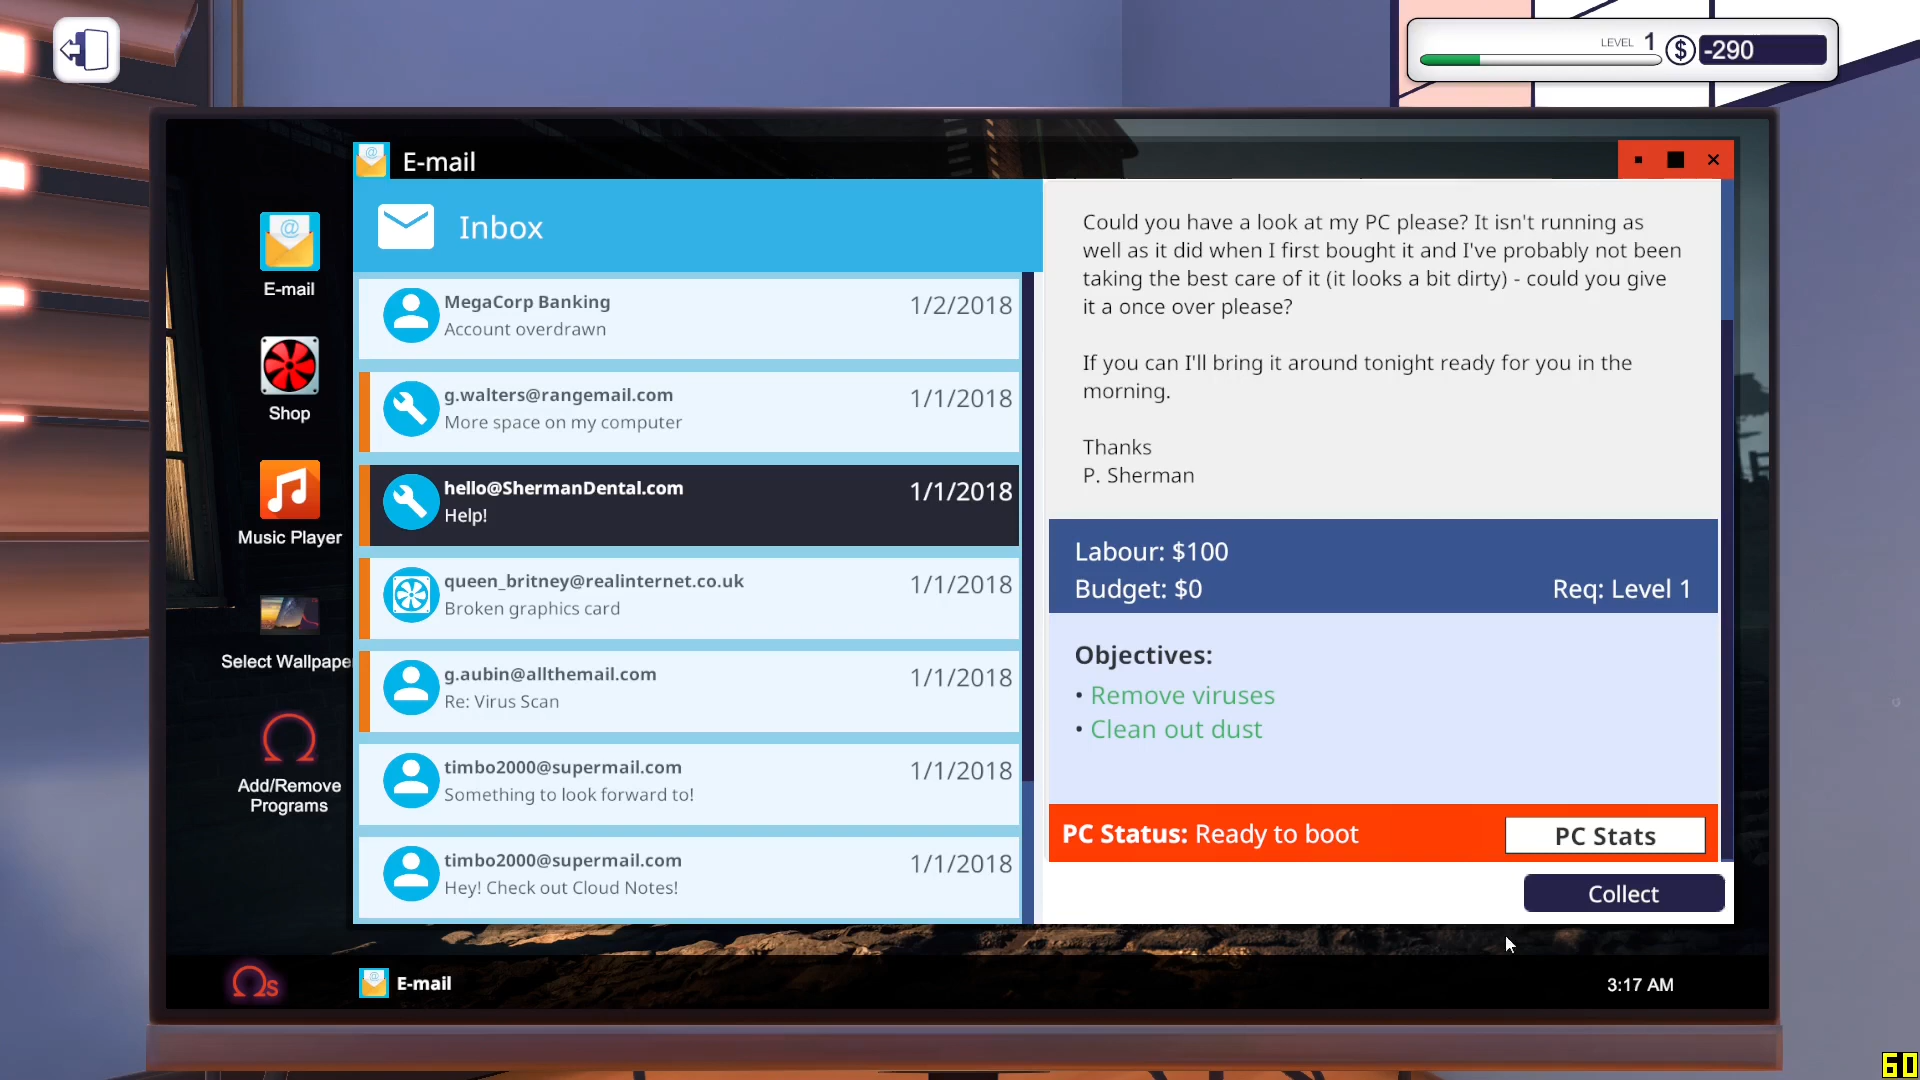 LEVEL 1
-290
E-mail
Inbox
MegaCorp Banking
1/2/2018
Account overdrawn
g.walters@rangemail.com
1/1/2018
More space on my computer
hello@ShermanDental.com
1/1/2018
Help!
queen_britney@realinternet.co.uk
1/1/2018
Broken graphics card
g.aubin@allthemail.com
1/1/2018
Re: Virus Scan
timbo2000@supermail.com
1/1/2018
Something to look forward to!
timbo2000@supermail.com
1/1/2018
Hey! Check out Cloud Notes!
Could you have a look at my PC please? It isn't running as
well as it did when I first bought it and I've probably not been
taking the best care of it (it looks a bit dirty) - could you give
it a once over please?
If you can I'll bring it around tonight ready for you in the
morning.
Thanks
P. Sherman
Labour: $100
Budget: $0
Req: Level 1
Objectives:
• Remove viruses
• Clean out dust
PC Status: Ready to boot
PC Stats
Collect
E-mail
Shop
Music Player
Select Wallpape
Add/Remove
Programs
Ωs
E-mail
3:17 AM
60